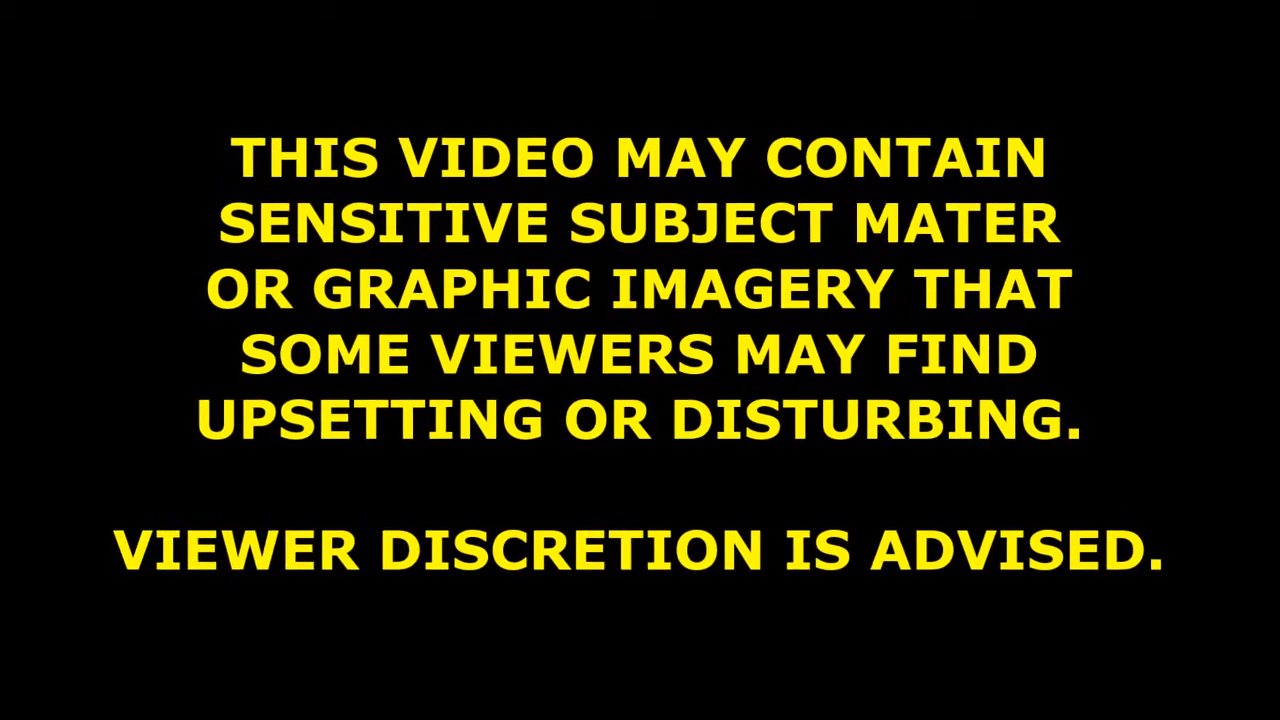 THIS VIDEO MAY CONTAIN
SENSITIVE SUBJECT MATER
OR GRAPHIC IMAGERY THAT
SOME VIEWERS MAY FIND
UPSETTING OR DISTURBING.
VIEWER DISCRETION IS ADVISED.